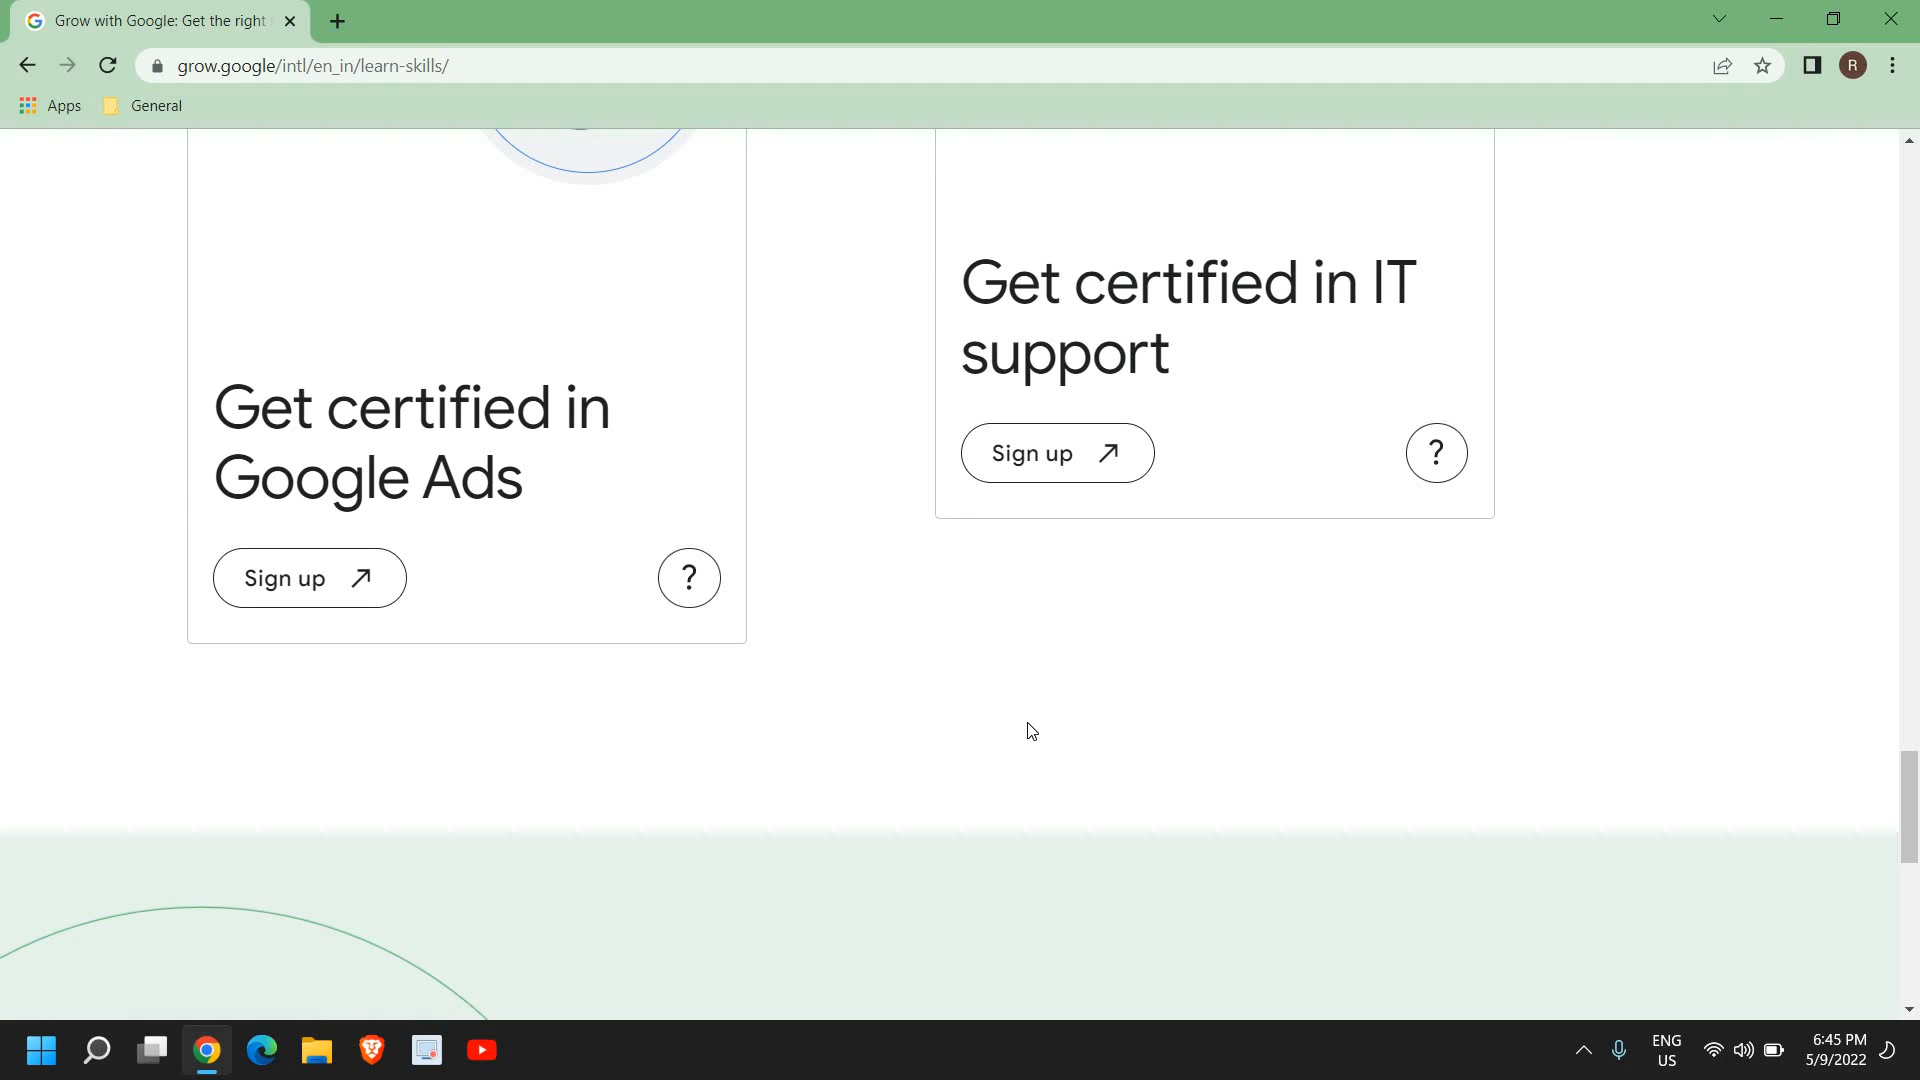 Grow with Google: Get the right
grow.google/intl/en_in/learn-skills/
R
Apps
General
Get certified in IT
support
Sign up
?
Get certified in
Google Ads
Sign up
?
ENG
US
6:45 PM
5/9/2022